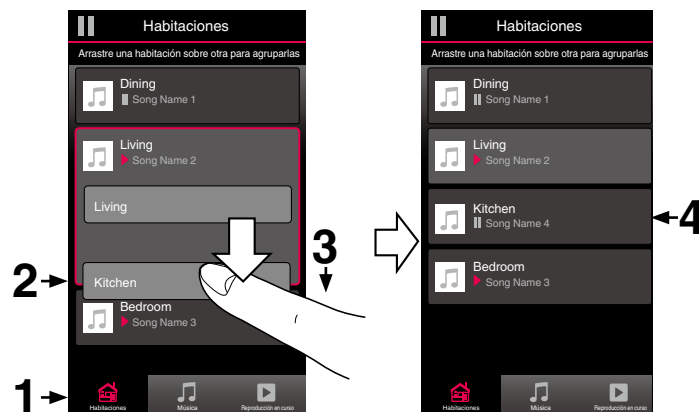 Habitaciones
Arrastre una habitación sobre otra para agruparlas
Dining
Song Name 1
Living
Song Name 2
Living
Kitchen
Bedroom
Song Name 3
Habitaciones
Música
Reproducción en curso
1
2
3
Habitaciones
Arrastre una habitación sobre otra para agruparlas
Dining
Song Name 1
Living
Song Name 2
Kitchen
Song Name 4
Bedroom
Song Name 3
Habitaciones
Música
Reproducción en curso
4